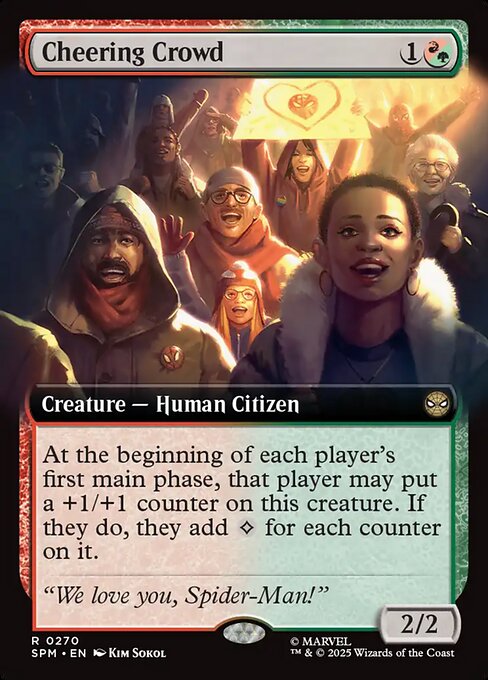 Cheering Crowd 1
Creature — Human Citizen
At the beginning of each player's
first main phase, that player may put
a +1/+1 counter on this creature. If
they do, they add ◇ for each counter
on it.
“We love you, Spider-Man!”
2/2
R 0270
SPM • EN Kim Sokol
© MARVEL
™ & © 2025 Wizards of the Coast